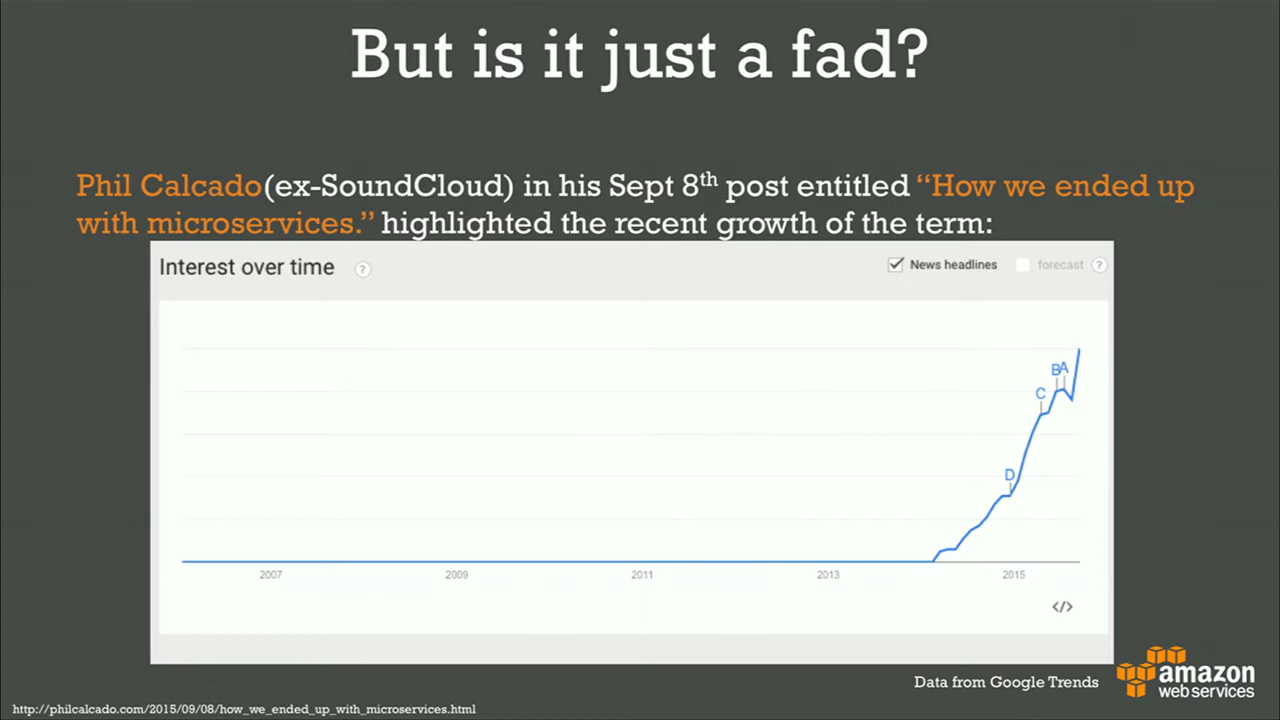 But is it just a fad?
Phil Calcado(ex-SoundCloud) in his Sept 8th post entitled “How we ended up
with microservices.” highlighted the recent growth of the term:
Interest over time ?
News headlines forecast ?
BA
C
D
2007 2009 2011 2013 2015
</>
Data from Google Trends
amazon
web services
http://philcalcado.com/2015/09/08/how_we_ended_up_with_microservices.html